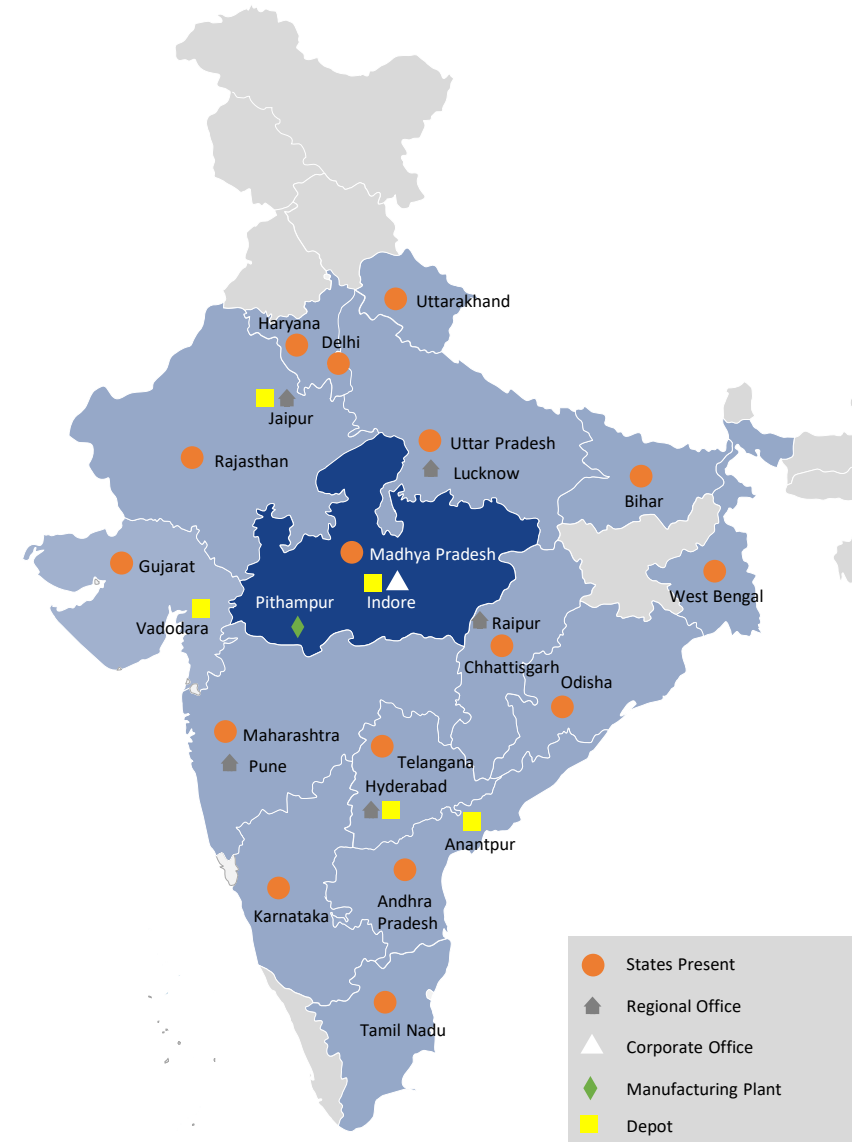 Uttarakhand
Haryana
Delhi
Jaipur
Rajasthan
Uttar Pradesh
Lucknow
Bihar
Gujarat
Madhya Pradesh
West Bengal
Vadodara
Pithampur
Indore
Raipur
Chhattisgarh
Odisha
Maharashtra
Pune
Telangana
Hyderabad
Anantpur
Karnataka
Andhra
Pradesh
Tamil Nadu
States Present
Regional Office
Corporate Office
Manufacturing Plant
Depot